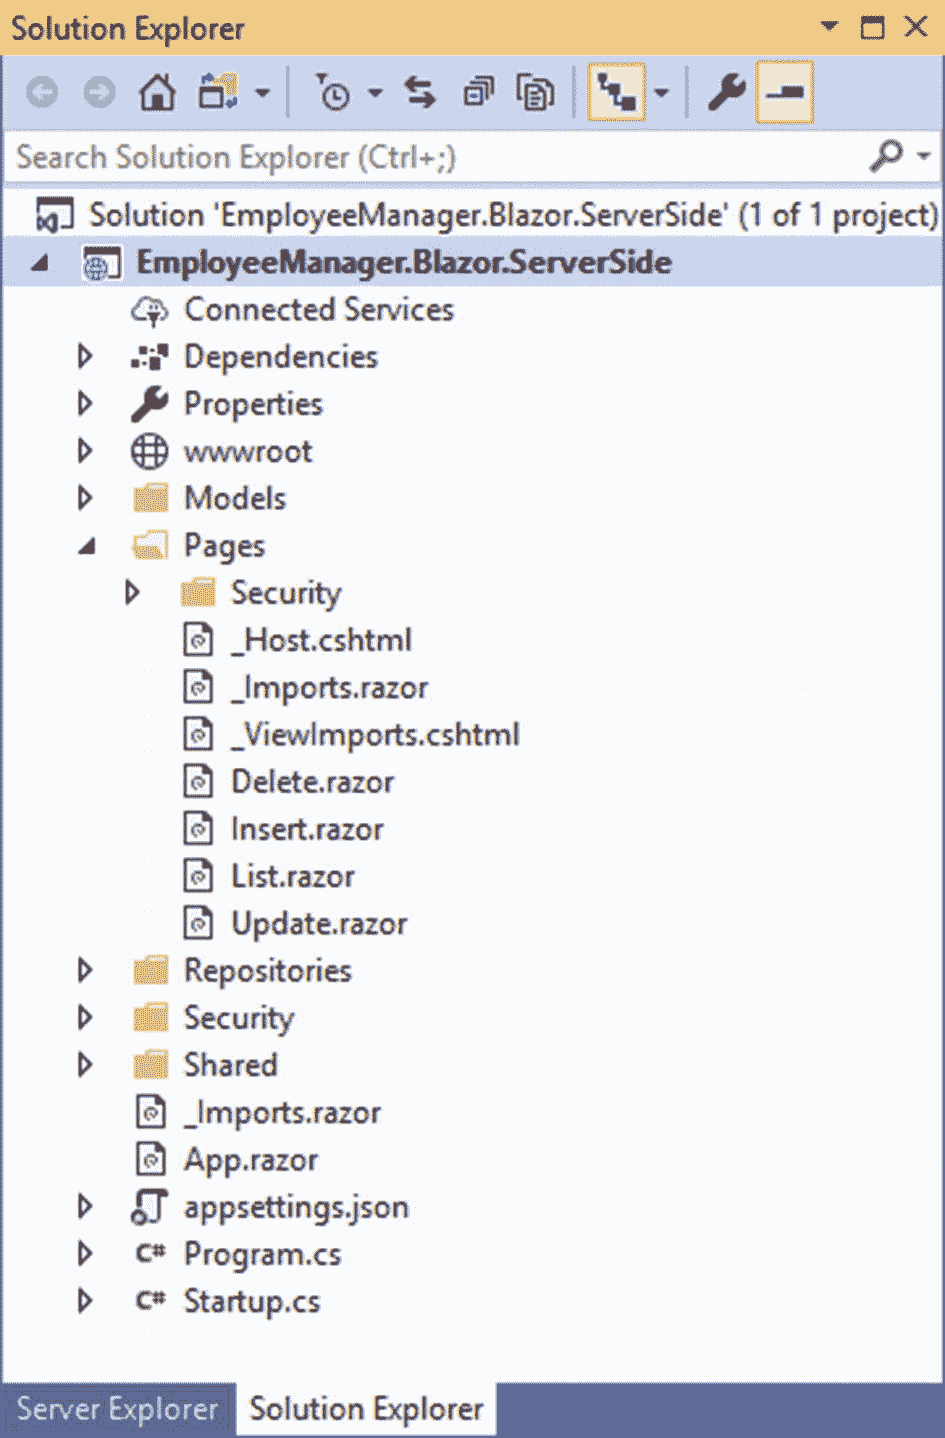 Solution Explorer
Search Solution Explorer (Ctrl+;)
Solution 'EmployeeManager.Blazor.ServerSide' (1 of 1 project)
EmployeeManager.Blazor.ServerSide
Connected Services
Dependencies
Properties
wwwroot
Models
Pages
Security
_Host.cshtml
_Imports.razor
_ViewImports.cshtml
Delete.razor
Insert.razor
List.razor
Update.razor
Repositories
Security
Shared
_Imports.razor
App.razor
appsettings.json
C# Program.cs
C# Startup.cs
Server Explorer Solution Explorer